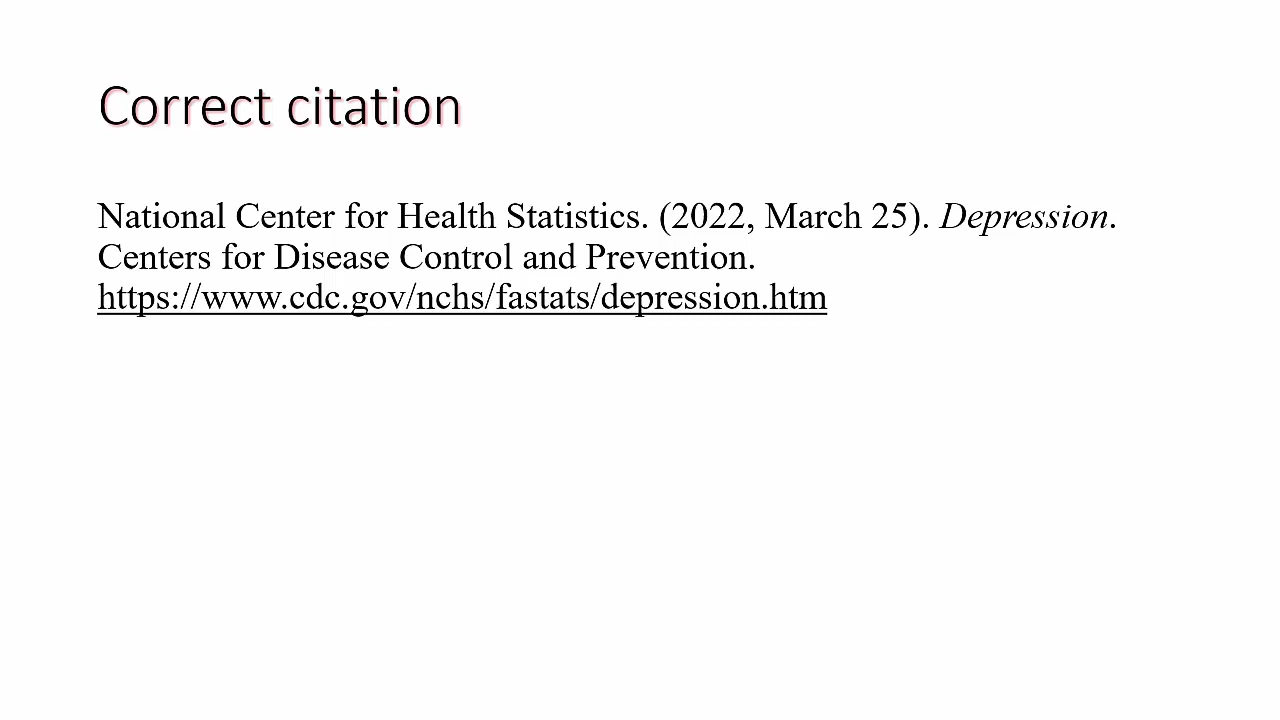 Correct citation
National Center for Health Statistics. (2022, March 25). Depression.
Centers for Disease Control and Prevention.
https://www.cdc.gov/nchs/fastats/depression.htm